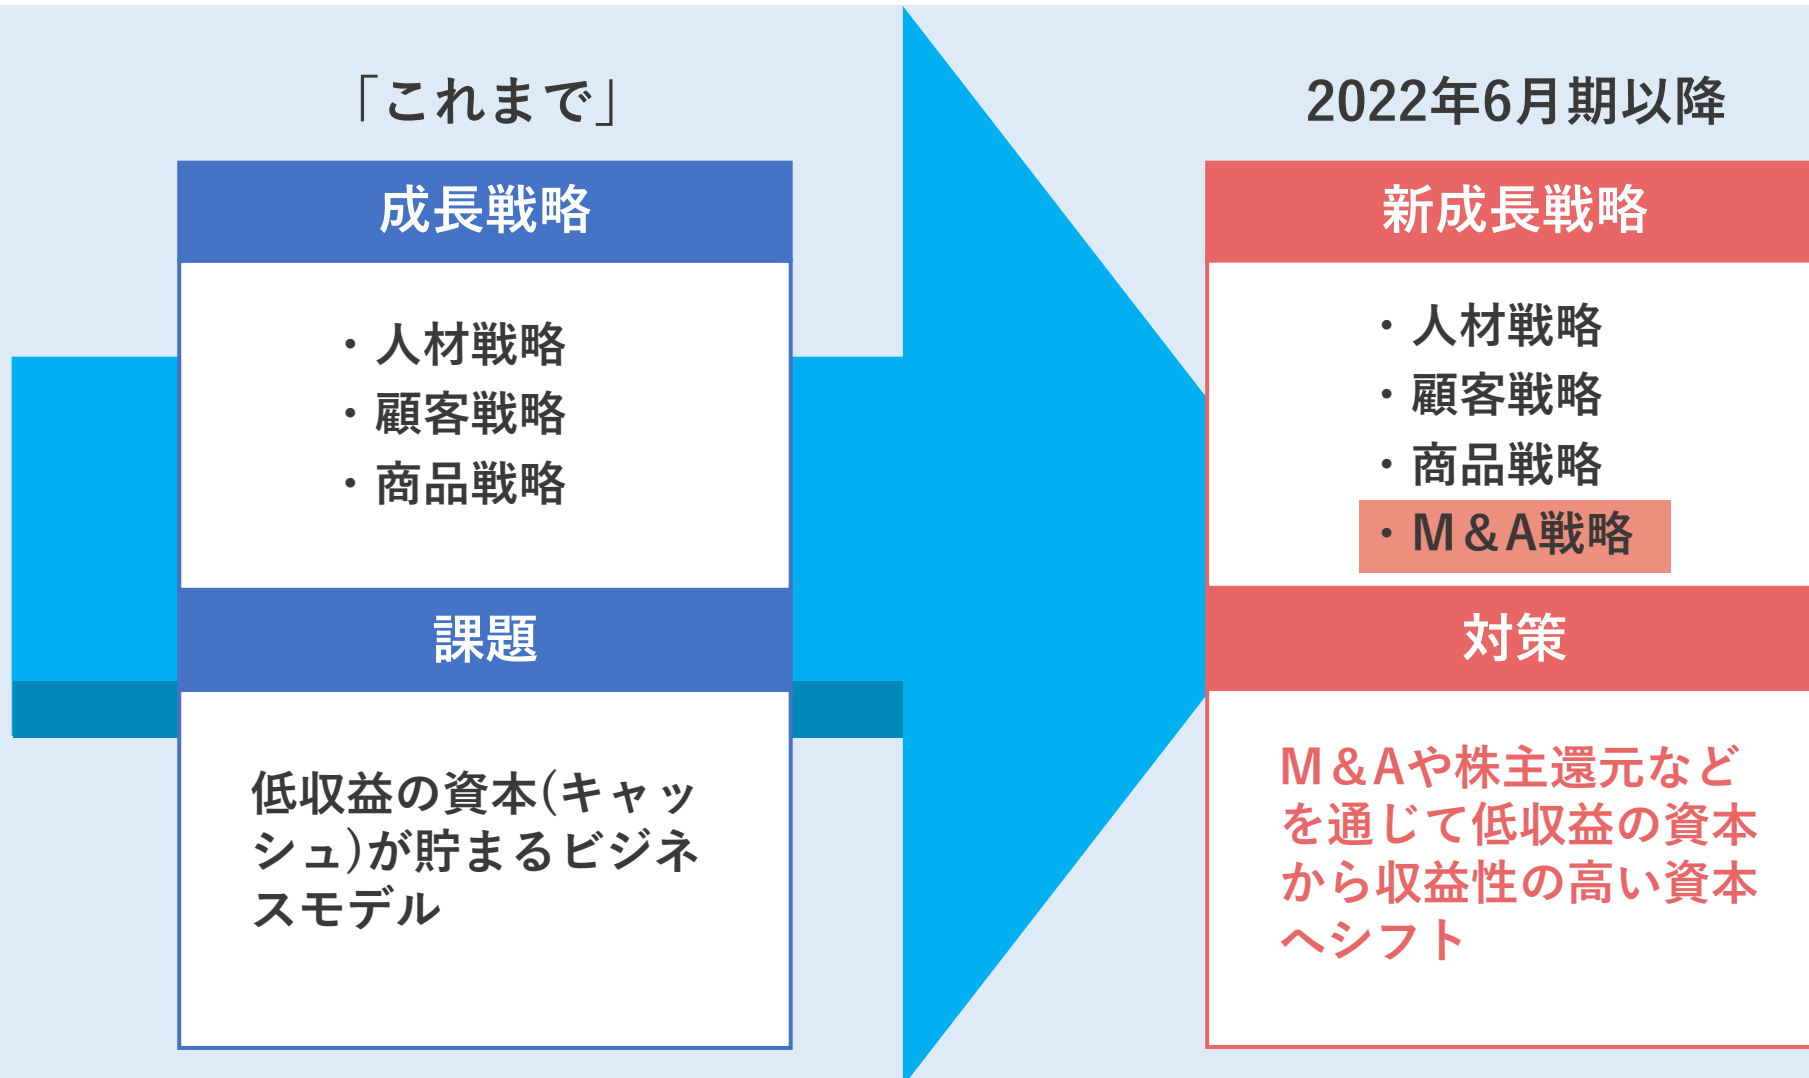 「これまで」
成長戦略
・人材戦略
・顧客戦略
・商品戦略
課題
低収益の資本(キャッ
シュ)が貯まるビジネ
スモデル
2022年6月期以降
新成長戦略
・人材戦略
・顧客戦略
・商品戦略
・M＆A戦略
対策
M＆Aや株主還元など
を通じて低収益の資本
から収益性の高い資本
へシフト